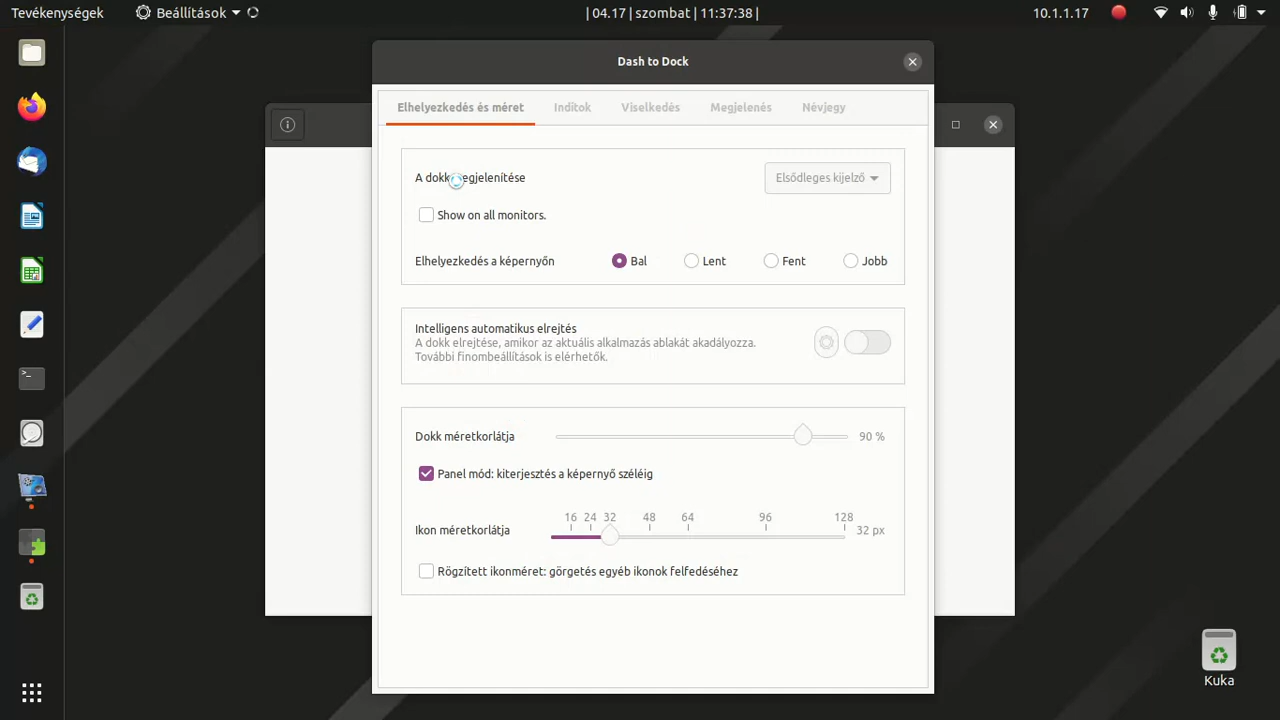 Tevékenységek
Beállítások
| 04.17 | szombat | 11:37:38 |
10.1.1.17
Dash to Dock
Elhelyezkedés és méret
Indítók
Viselkedés
Megjelenés
Névjegy
A dokk megjelenítése
Elsődleges kijelző
Show on all monitors.
Elhelyezkedés a képernyőn
Bal
Lent
Fent
Jobb
Intelligens automatikus elrejtés
A dokk elrejtése, amikor az aktuális alkalmazás ablakát akadályozza.
További finombeállítások is elérhetők.
Dokk méretkorlátja
90 %
Panel mód: kiterjesztés a képernyő széléig
16 24 32 48 64 96 128
Ikon méretkorlátja
32 px
Rögzített ikonméret: görgetés egyéb ikonok felfedéséhez
Kuka